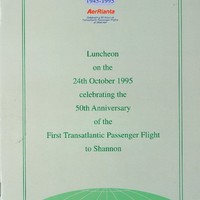 1945-1995
AerRianta
Luncheon
on the
24th October 1995
celebrating the
50th Anniversary
of the
First Transatlantic Passenger Flight
to Shannon